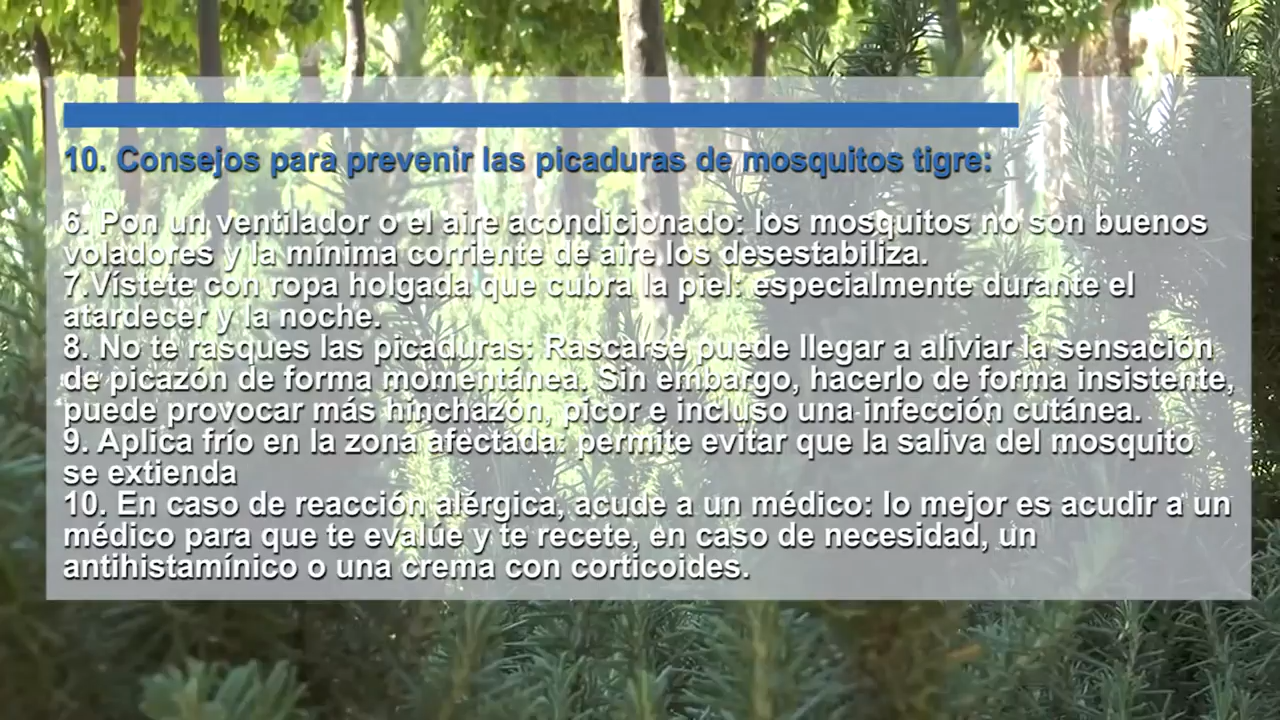 10. Consejos para prevenir las picaduras de mosquitos tigre:
6. Pon un ventilador o el aire acondicionado: los mosquitos no son buenos
voladores y la mínima corriente de aire los desestabiliza.
7.Vístete con ropa holgada que cubra la piel: especialmente durante el
atardecer y la noche.
8. No te rasques las picaduras: Rascarse puede llegar a aliviar la sensación
de picazón de forma momentánea. Sin embargo, hacerlo de forma insistente,
puede provocar más hinchazón, picor e incluso una infección cutánea.
9. Aplica frío en la zona afectada: permite evitar que la saliva del mosquito
se extienda
10. En caso de reacción alérgica, acude a un médico: lo mejor es acudir a un
médico para que te evalúe y te recete, en caso de necesidad, un
antihistamínico o una crema con corticoides.